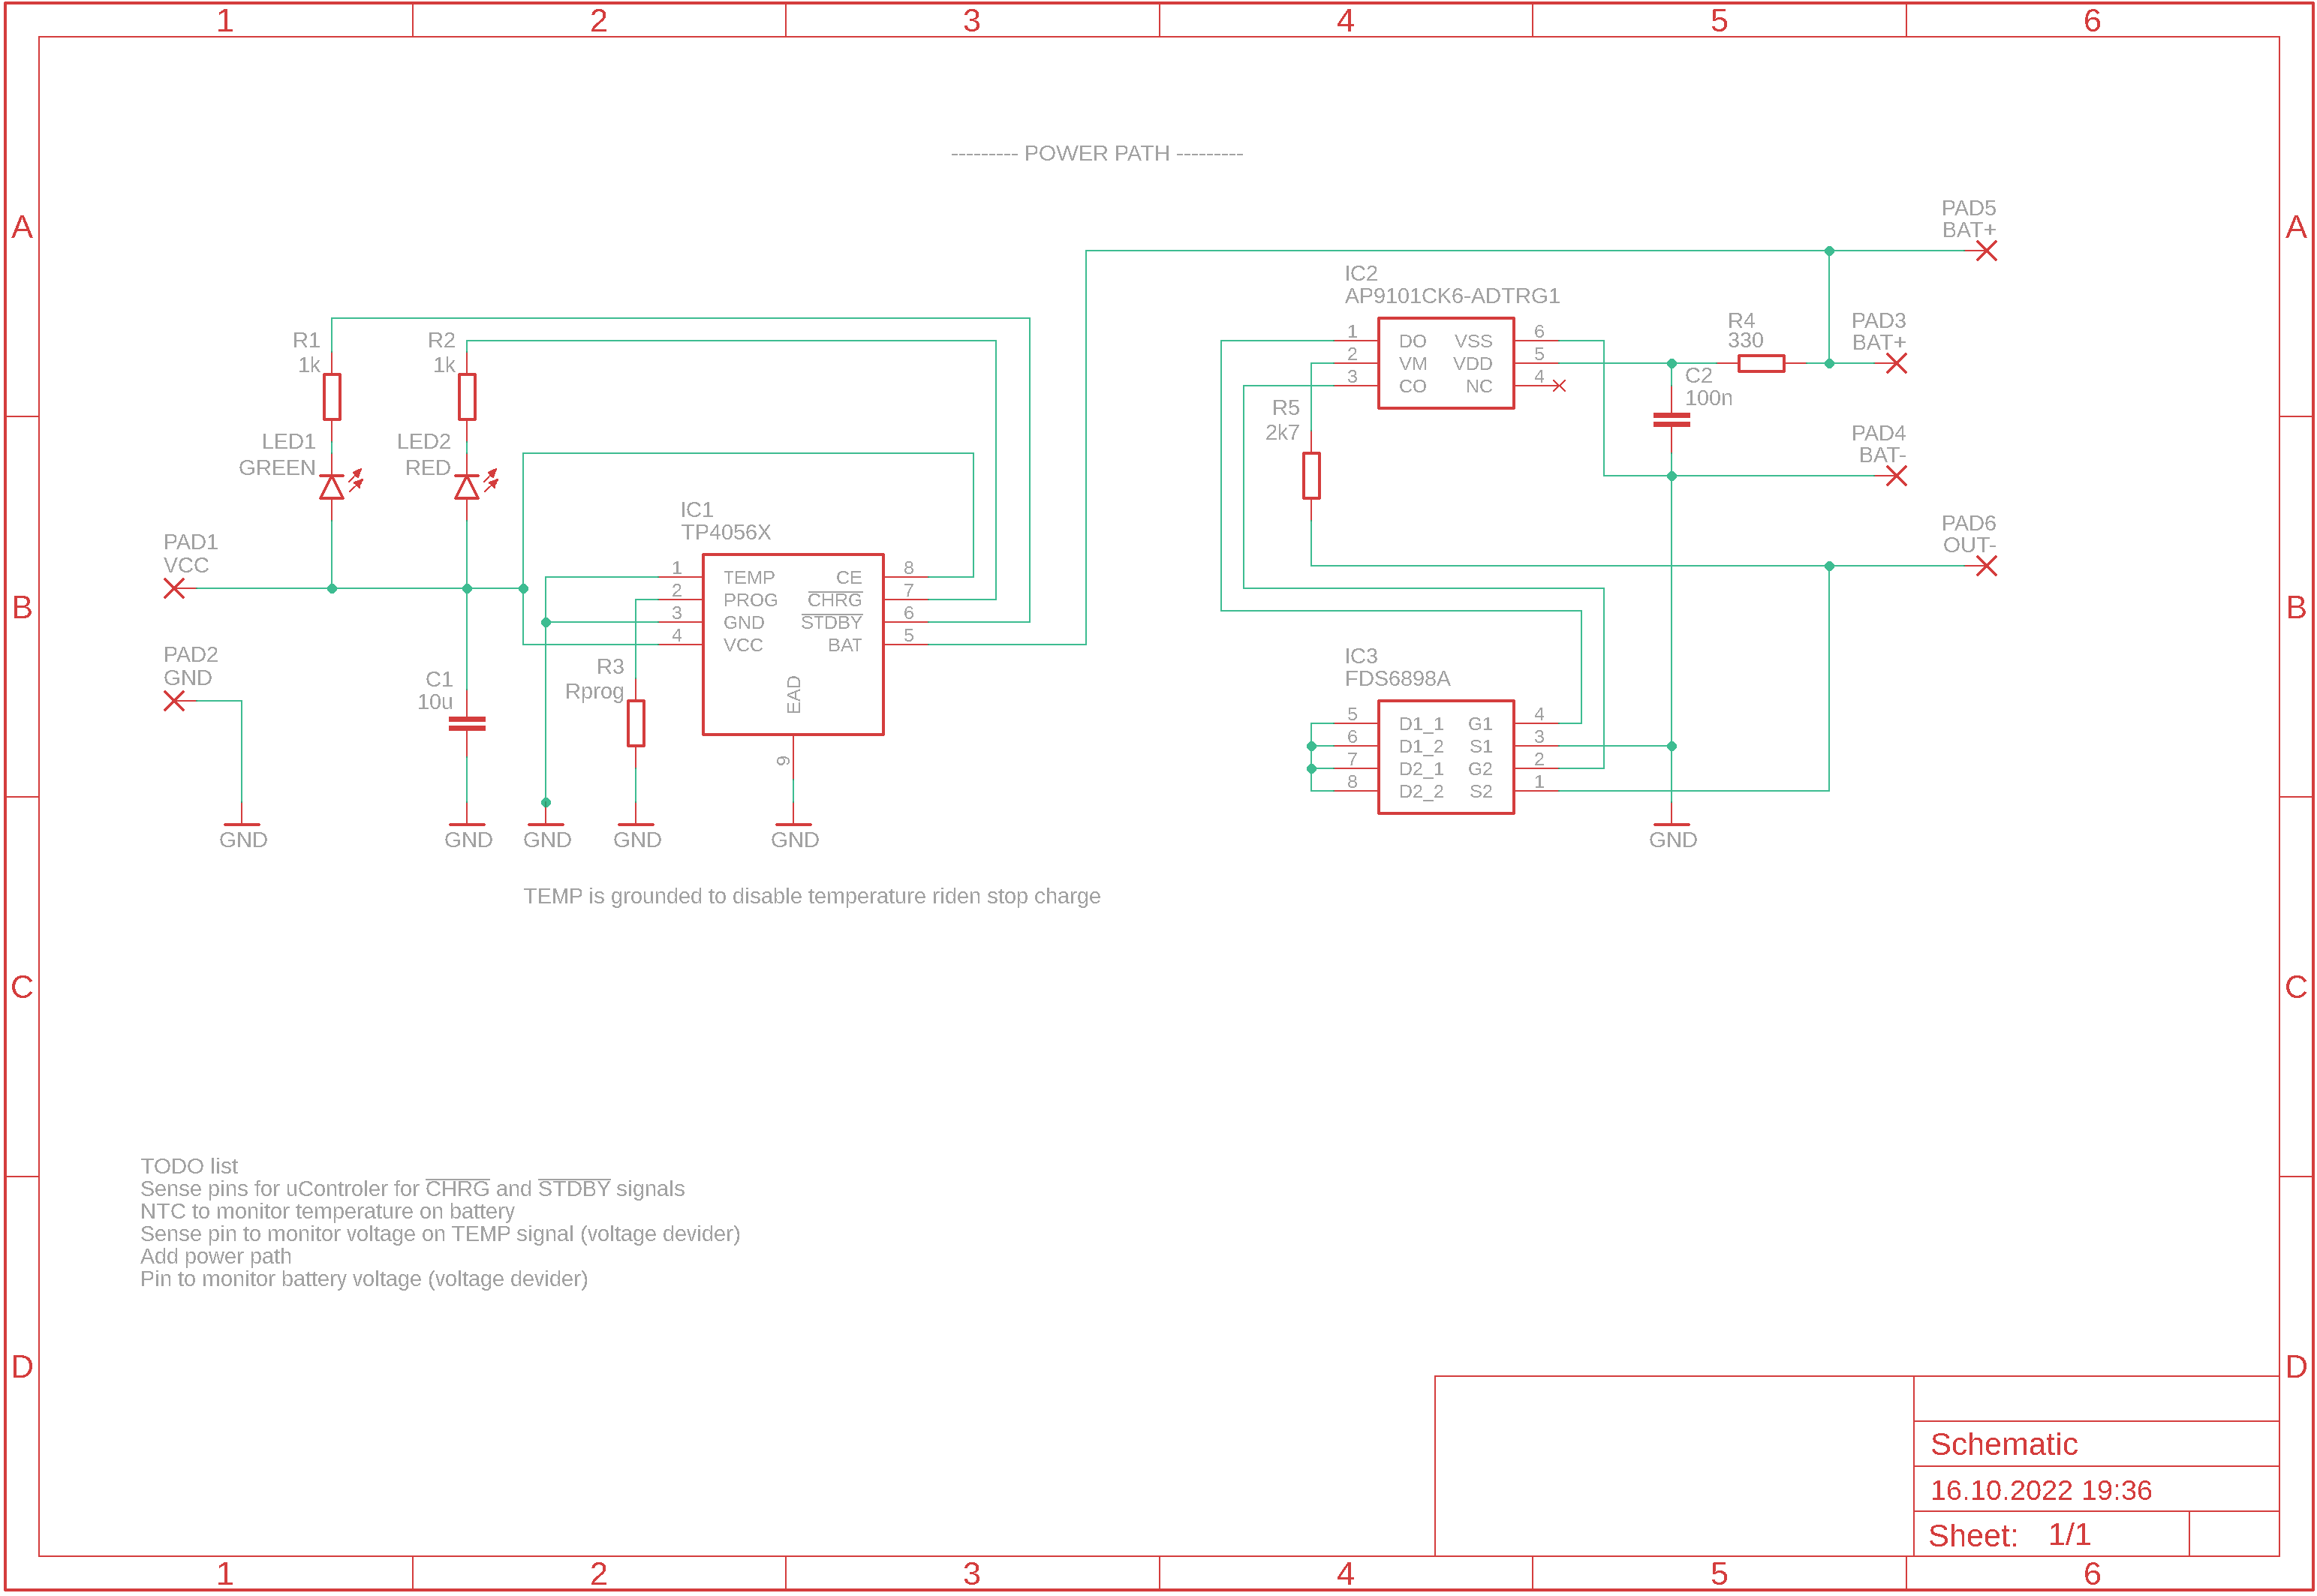 1 2 3 4 5 6
--------- POWER PATH ---------
A
A
PAD5
BAT+
IC2
AP9101CK6-ADTRG1
R1
1k
R2
1k
1 DO VSS 6
2 VM VDD 5
3 CO NC 4
R4
330
PAD3
BAT+
C2
100n
R5
2k7
LED1
GREEN
LED2
RED
PAD4
BAT-
IC1
TP4056X
PAD6
OUT-
PAD1
VCC
1 TEMP CE 8
2 PROG CHRG 7
3 GND STDBY 6
4 VCC BAT 5
EAD
9
B
B
PAD2
GND
C1
10u
R3
Rprog
IC3
FDS6898A
5 D1_1 G1 4
6 D1_2 S1 3
7 D2_1 G2 2
8 D2_2 S2 1
GND GND GND GND GND GND
TEMP is grounded to disable temperature riden stop charge
C
C
TODO list
Sense pins for uControler for CHRG and STDBY signals
NTC to monitor temperature on battery
Sense pin to monitor voltage on TEMP signal (voltage devider)
Add power path
Pin to monitor battery voltage (voltage devider)
D
D
Schematic
16.10.2022 19:36
Sheet: 1/1
1 2 3 4 5 6